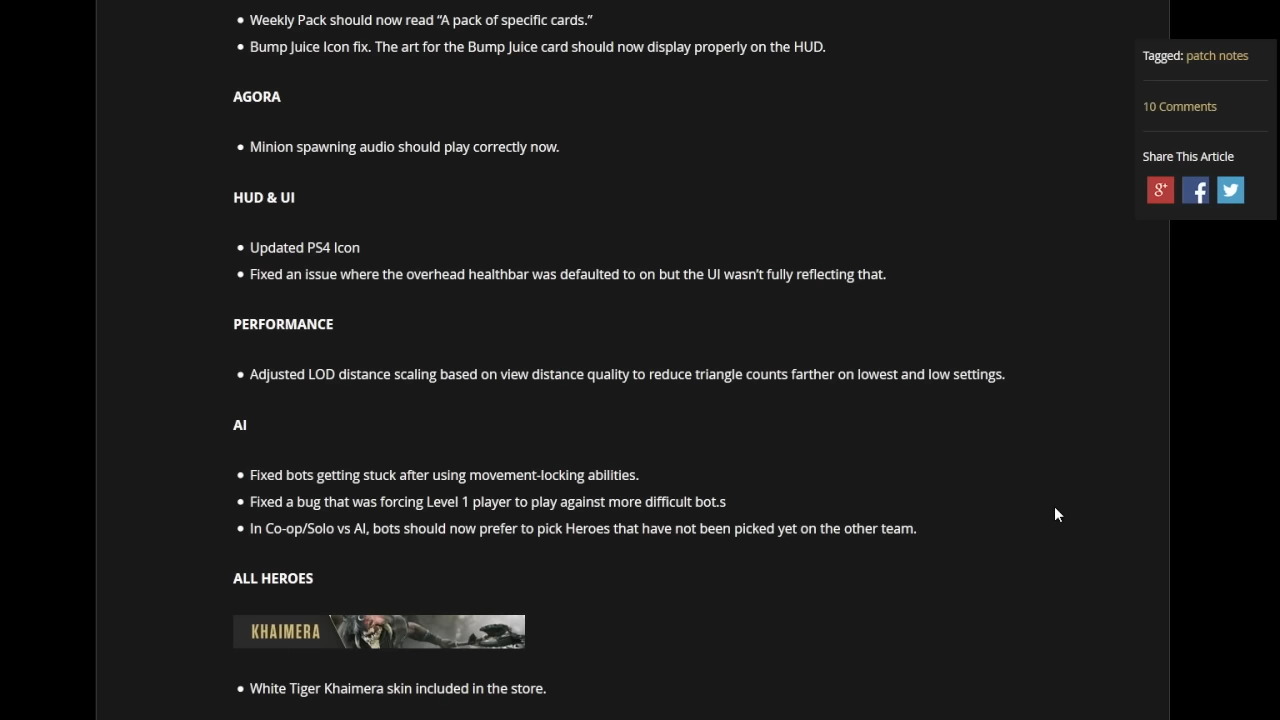 Weekly Pack should now read “A pack of specific cards.”
Bump Juice Icon fix. The art for the Bump Juice card should now display properly on the HUD.
Tagged: patch notes
AGORA
10 Comments
Minion spawning audio should play correctly now.
Share This Article
g+ f
HUD & UI
Updated PS4 Icon
Fixed an issue where the overhead healthbar was defaulted to on but the UI wasn’t fully reflecting that.
PERFORMANCE
Adjusted LOD distance scaling based on view distance quality to reduce triangle counts farther on lowest and low settings.
AI
Fixed bots getting stuck after using movement-locking abilities.
Fixed a bug that was forcing Level 1 player to play against more difficult bot.s
In Co-op/Solo vs AI, bots should now prefer to pick Heroes that have not been picked yet on the other team.
ALL HEROES
KHAIMERA
White Tiger Khaimera skin included in the store.